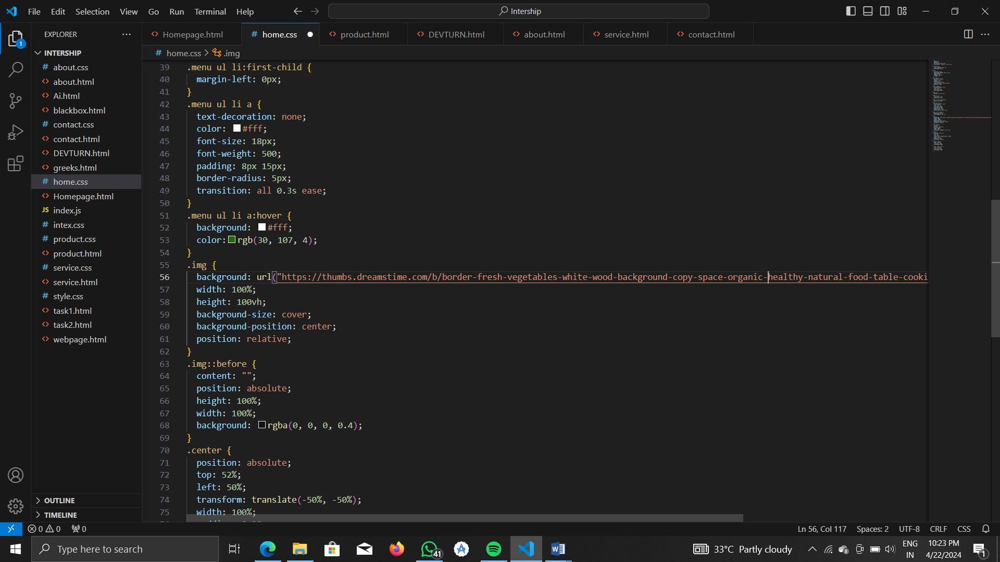 File Edit Selection View Go Run Terminal Help
Intership
EXPLORER
Homepage.html home.css product.html DEVTURN.html about.html service.html contact.html
home.css > .img
1
INTERSHIP
about.css
about.html
Ai.html
blackbox.html
contact.css
contact.html
DEVTURN.html
greeks.html
home.css
Homepage.html
index.js
intex.css
product.css
product.html
service.css
service.html
style.css
task1.html
task2.html
webpage.html
OUTLINE
TIMELINE
39 .menu ul li:first-child {
40 margin-left: 0px;
41 }
42 .menu ul li a {
43 text-decoration: none;
44 color: #fff;
45 font-size: 18px;
46 font-weight: 500;
47 padding: 8px 15px;
48 border-radius: 5px;
49 transition: all 0.3s ease;
50 }
51 .menu ul li a:hover {
52 background: #fff;
53 color: rgb(30, 107, 4);
54 }
55 .img {
56 background: url("https://thumbs.dreamstime.com/b/border-fresh-vegetables-white-wood-background-copy-space-organic-healthy-natural-food-table-cooki
57 width: 100%;
58 height: 100vh;
59 background-size: cover;
60 background-position: center;
61 position: relative;
62 }
63 .img::before {
64 content: "";
65 position: absolute;
66 height: 100%;
67 width: 100%;
68 background: rgba(0, 0, 0, 0.4);
69 }
70 .center {
71 position: absolute;
72 top: 52%;
73 left: 50%;
74 transform: translate(-50%, -50%);
75 width: 100%;
0 0 0
Ln 56, Col 117 Spaces: 2 UTF-8 CRLF CSS
Type here to search
41
33°C Partly cloudy
ENG
IN
10:23 PM
4/22/2024
1